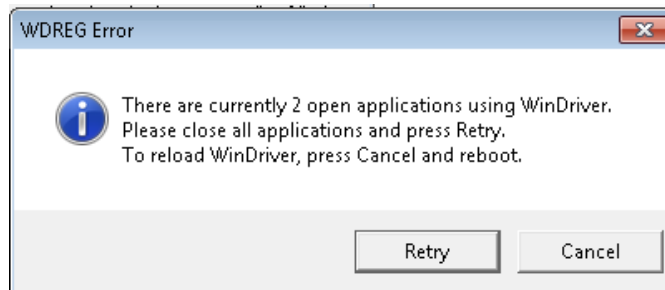 WDREG Error
There are currently 2 open applications using WinDriver.
Please close all applications and press Retry.
To reload WinDriver, press Cancel and reboot.
Retry
Cancel